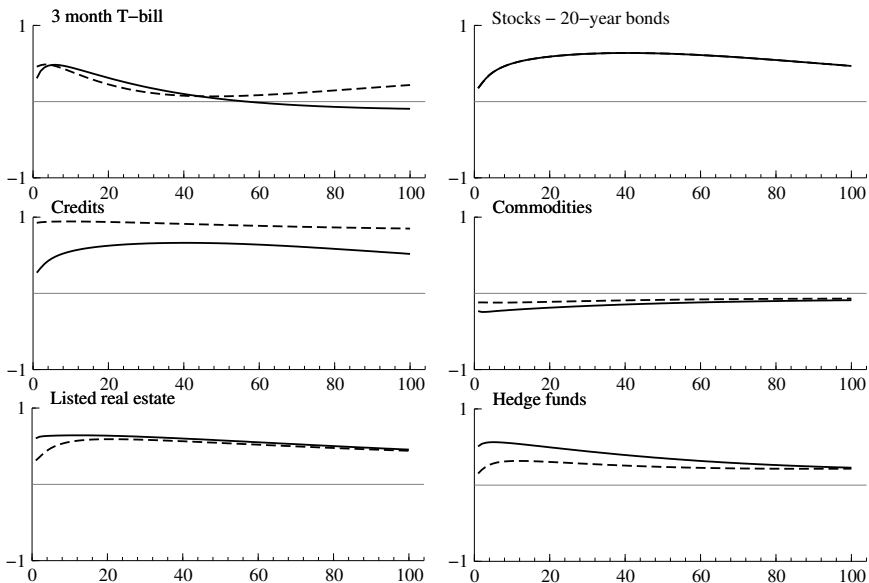 3 month T−bill
1
−1
0 20 40 60 80 100
Stocks − 20−year bonds
1
−1
0 20 40 60 80 100
Credits
1
−1
0 20 40 60 80 100
Commodities
1
−1
0 20 40 60 80 100
Listed real estate
1
−1
0 20 40 60 80 100
Hedge funds
1
−1
0 20 40 60 80 100